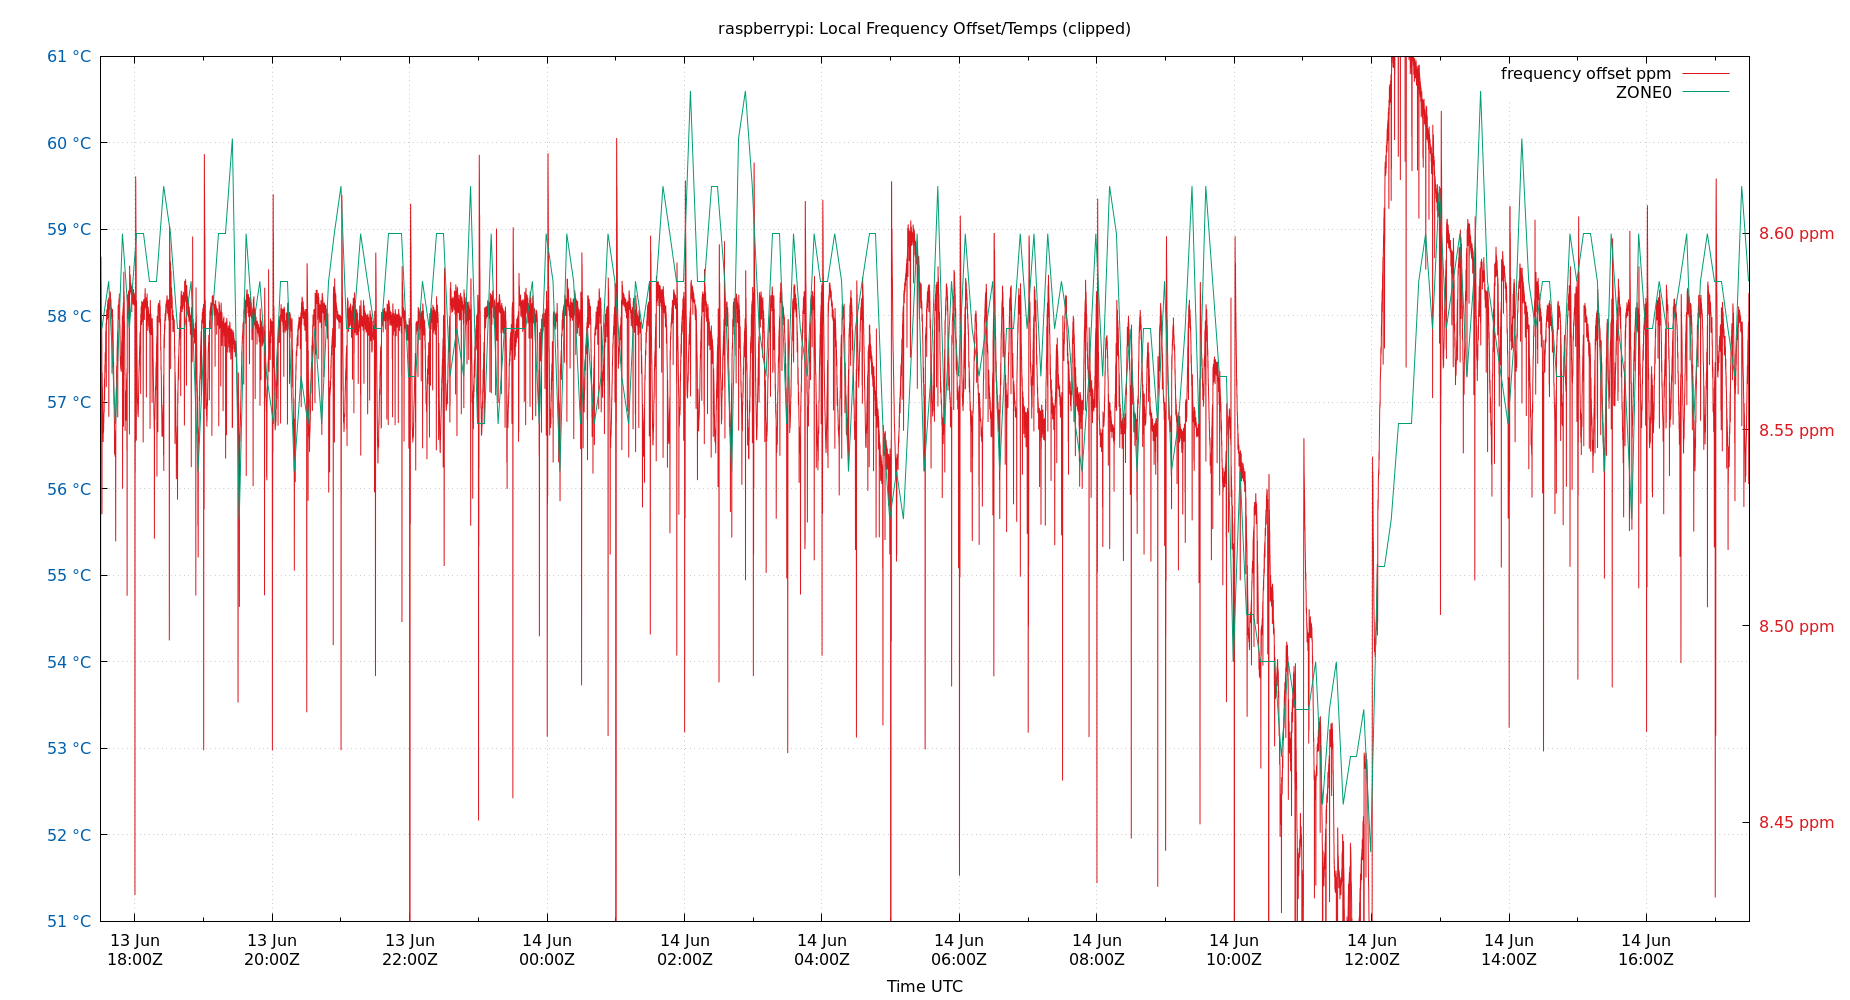 raspberrypi: Local Frequency Offset/Temps (clipped)
frequency offset ppm
ZONE0
61 °C
60 °C
59 °C
58 °C
57 °C
56 °C
55 °C
54 °C
53 °C
52 °C
51 °C
8.60 ppm
8.55 ppm
8.50 ppm
8.45 ppm
13 Jun 13 Jun 13 Jun 14 Jun 14 Jun 14 Jun 14 Jun 14 Jun 14 Jun 14 Jun 14 Jun 14 Jun
18:00Z 20:00Z 22:00Z 00:00Z 02:00Z 04:00Z 06:00Z 08:00Z 10:00Z 12:00Z 14:00Z 16:00Z
Time UTC